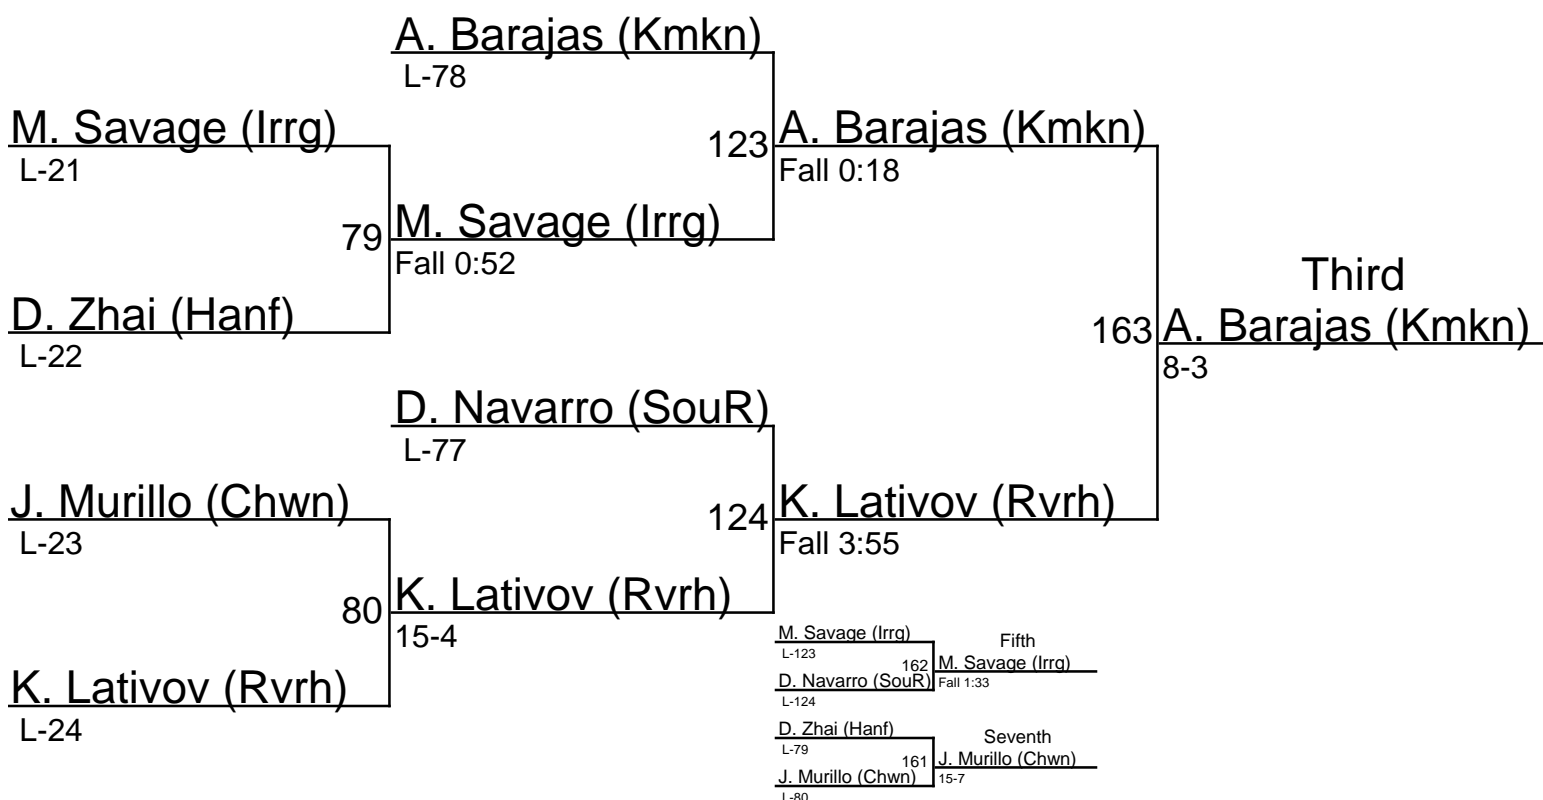 A. Barajas (Kmkn)
L-78
M. Savage (Irrg)
L-21
123
A. Barajas (Kmkn)
Fall 0:18
79
M. Savage (Irrg)
Fall 0:52
D. Zhai (Hanf)
L-22
Third
163
A. Barajas (Kmkn)
8-3
D. Navarro (SouR)
L-77
J. Murillo (Chwn)
L-23
124
K. Lativov (Rvrh)
Fall 3:55
80
K. Lativov (Rvrh)
15-4
K. Lativov (Rvrh)
L-24
M. Savage (Irrg)
L-123
Fifth
162
M. Savage (Irrg)
Fall 1:33
D. Navarro (SouR)
L-124
D. Zhai (Hanf)
L-79
Seventh
161
J. Murillo (Chwn)
15-7
J. Murillo (Chwn)
L-80